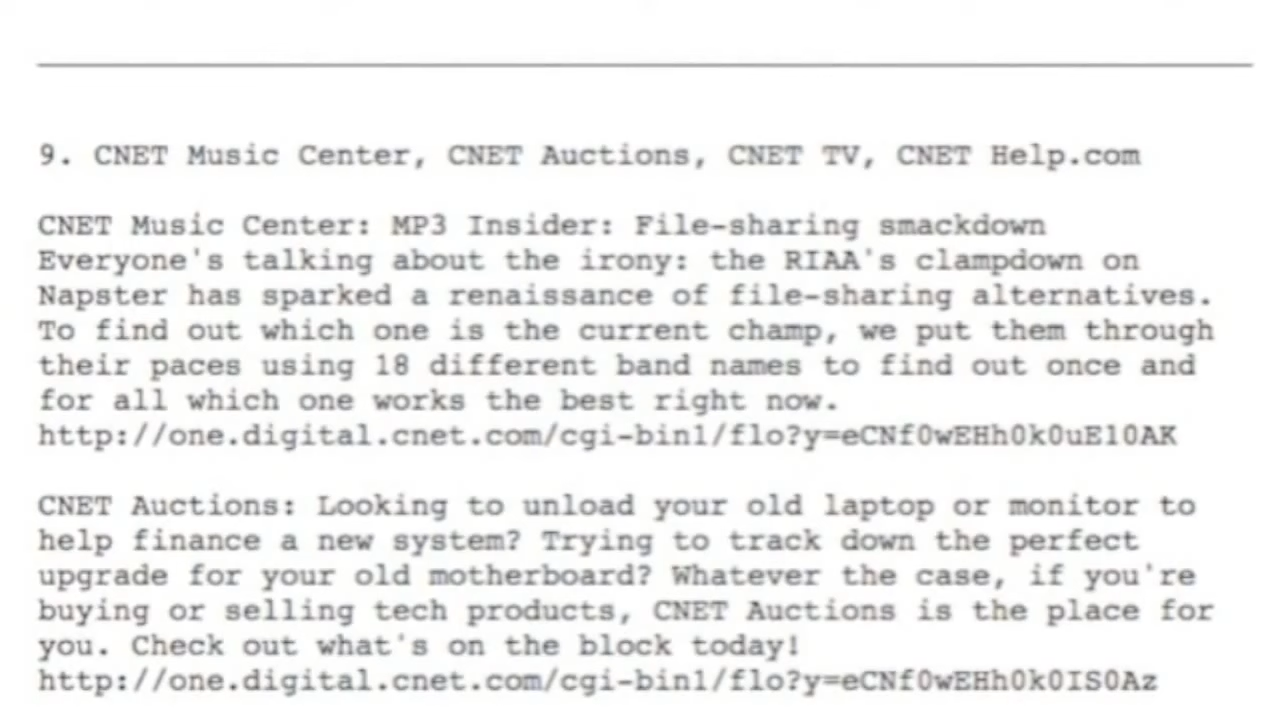 9. CNET Music Center, CNET Auctions, CNET TV, CNET Help.com
CNET Music Center: MP3 Insider: File-sharing smackdown
Everyone's talking about the irony: the RIAA's clampdown on
Napster has sparked a renaissance of file-sharing alternatives.
To find out which one is the current champ, we put them through
their paces using 18 different band names to find out once and
for all which one works the best right now.
http://one.digital.cnet.com/cgi-bin1/flo?y=eCNf0wEHh0k0uE10AK
CNET Auctions: Looking to unload your old laptop or monitor to
help finance a new system? Trying to track down the perfect
upgrade for your old motherboard? Whatever the case, if you're
buying or selling tech products, CNET Auctions is the place for
you. Check out what's on the block today!
http://one.digital.cnet.com/cgi-bin1/flo?y=eCNf0wEHh0k0IS0Az